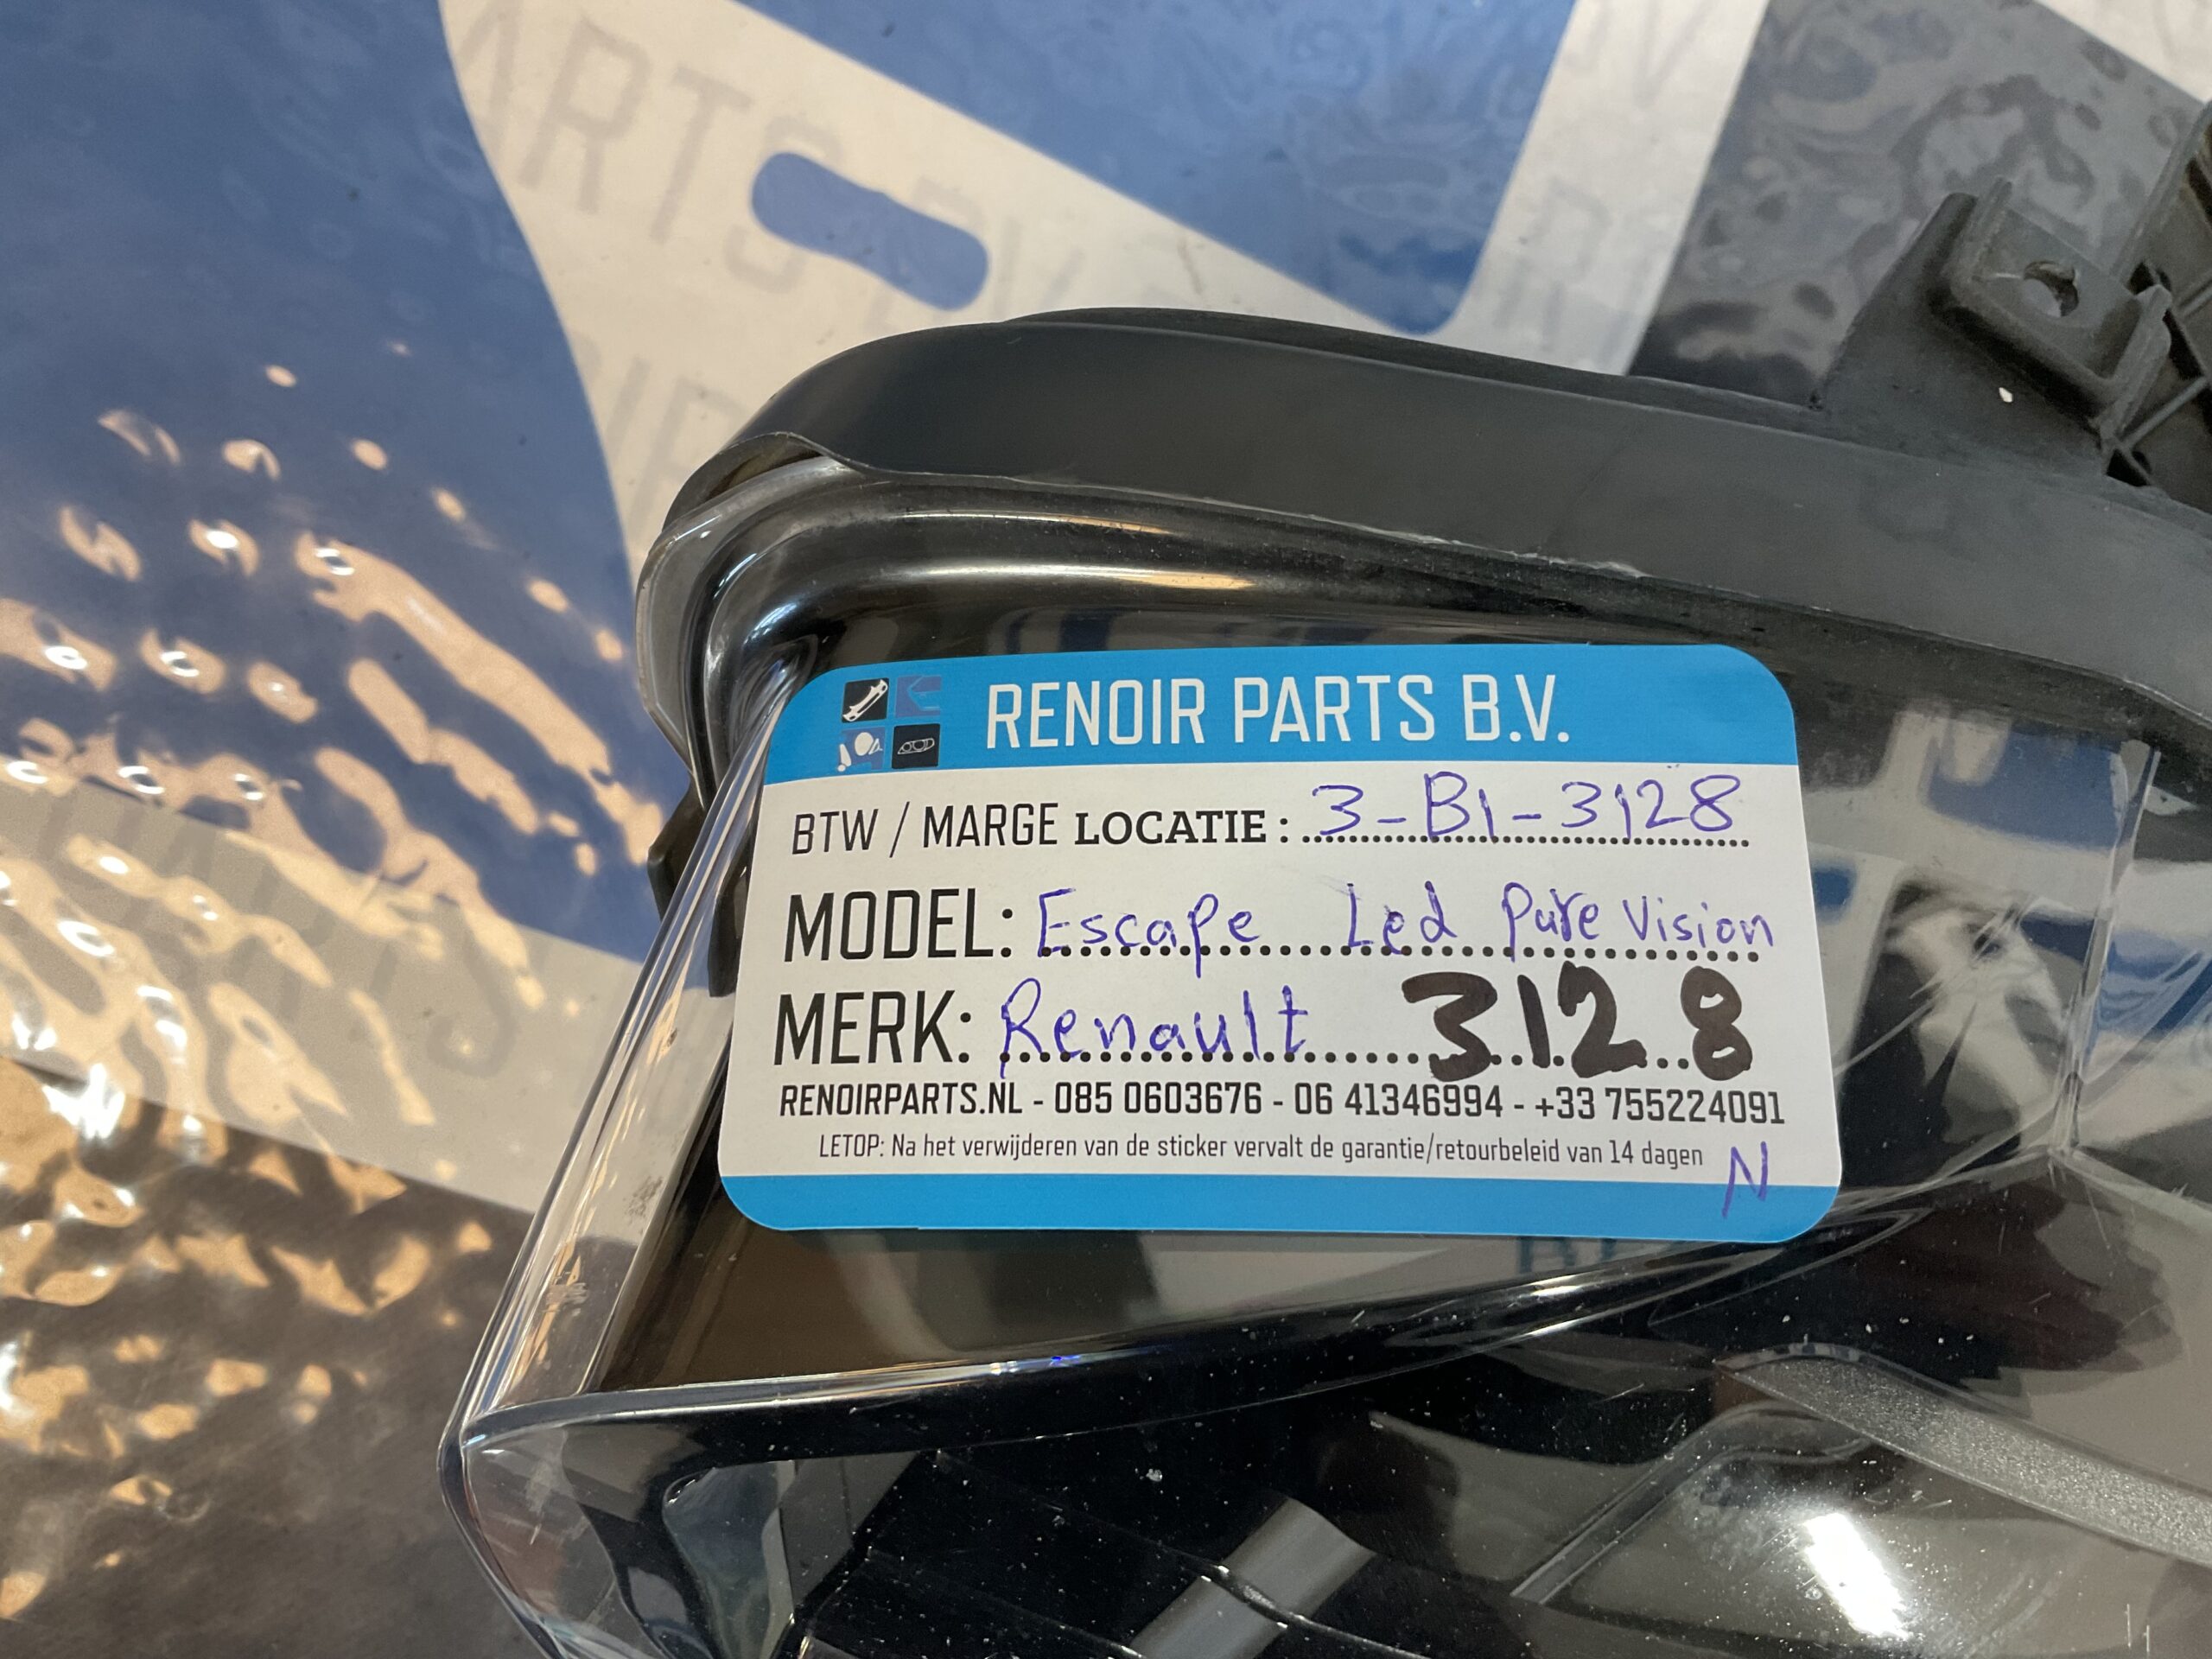 RENOIR PARTS B.V.
BTW / MARGE LOCATIE : 3-B1-3128
MODEL: Escape Led Pure Vision
MERK: Renault 3128
RENOIRPARTS.NL - 085 0603676 - 06 41346994 - +33 755224091
LETOP: Na het verwijderen van de sticker vervalt de garantie/retourbeleid van 14 dagen
N